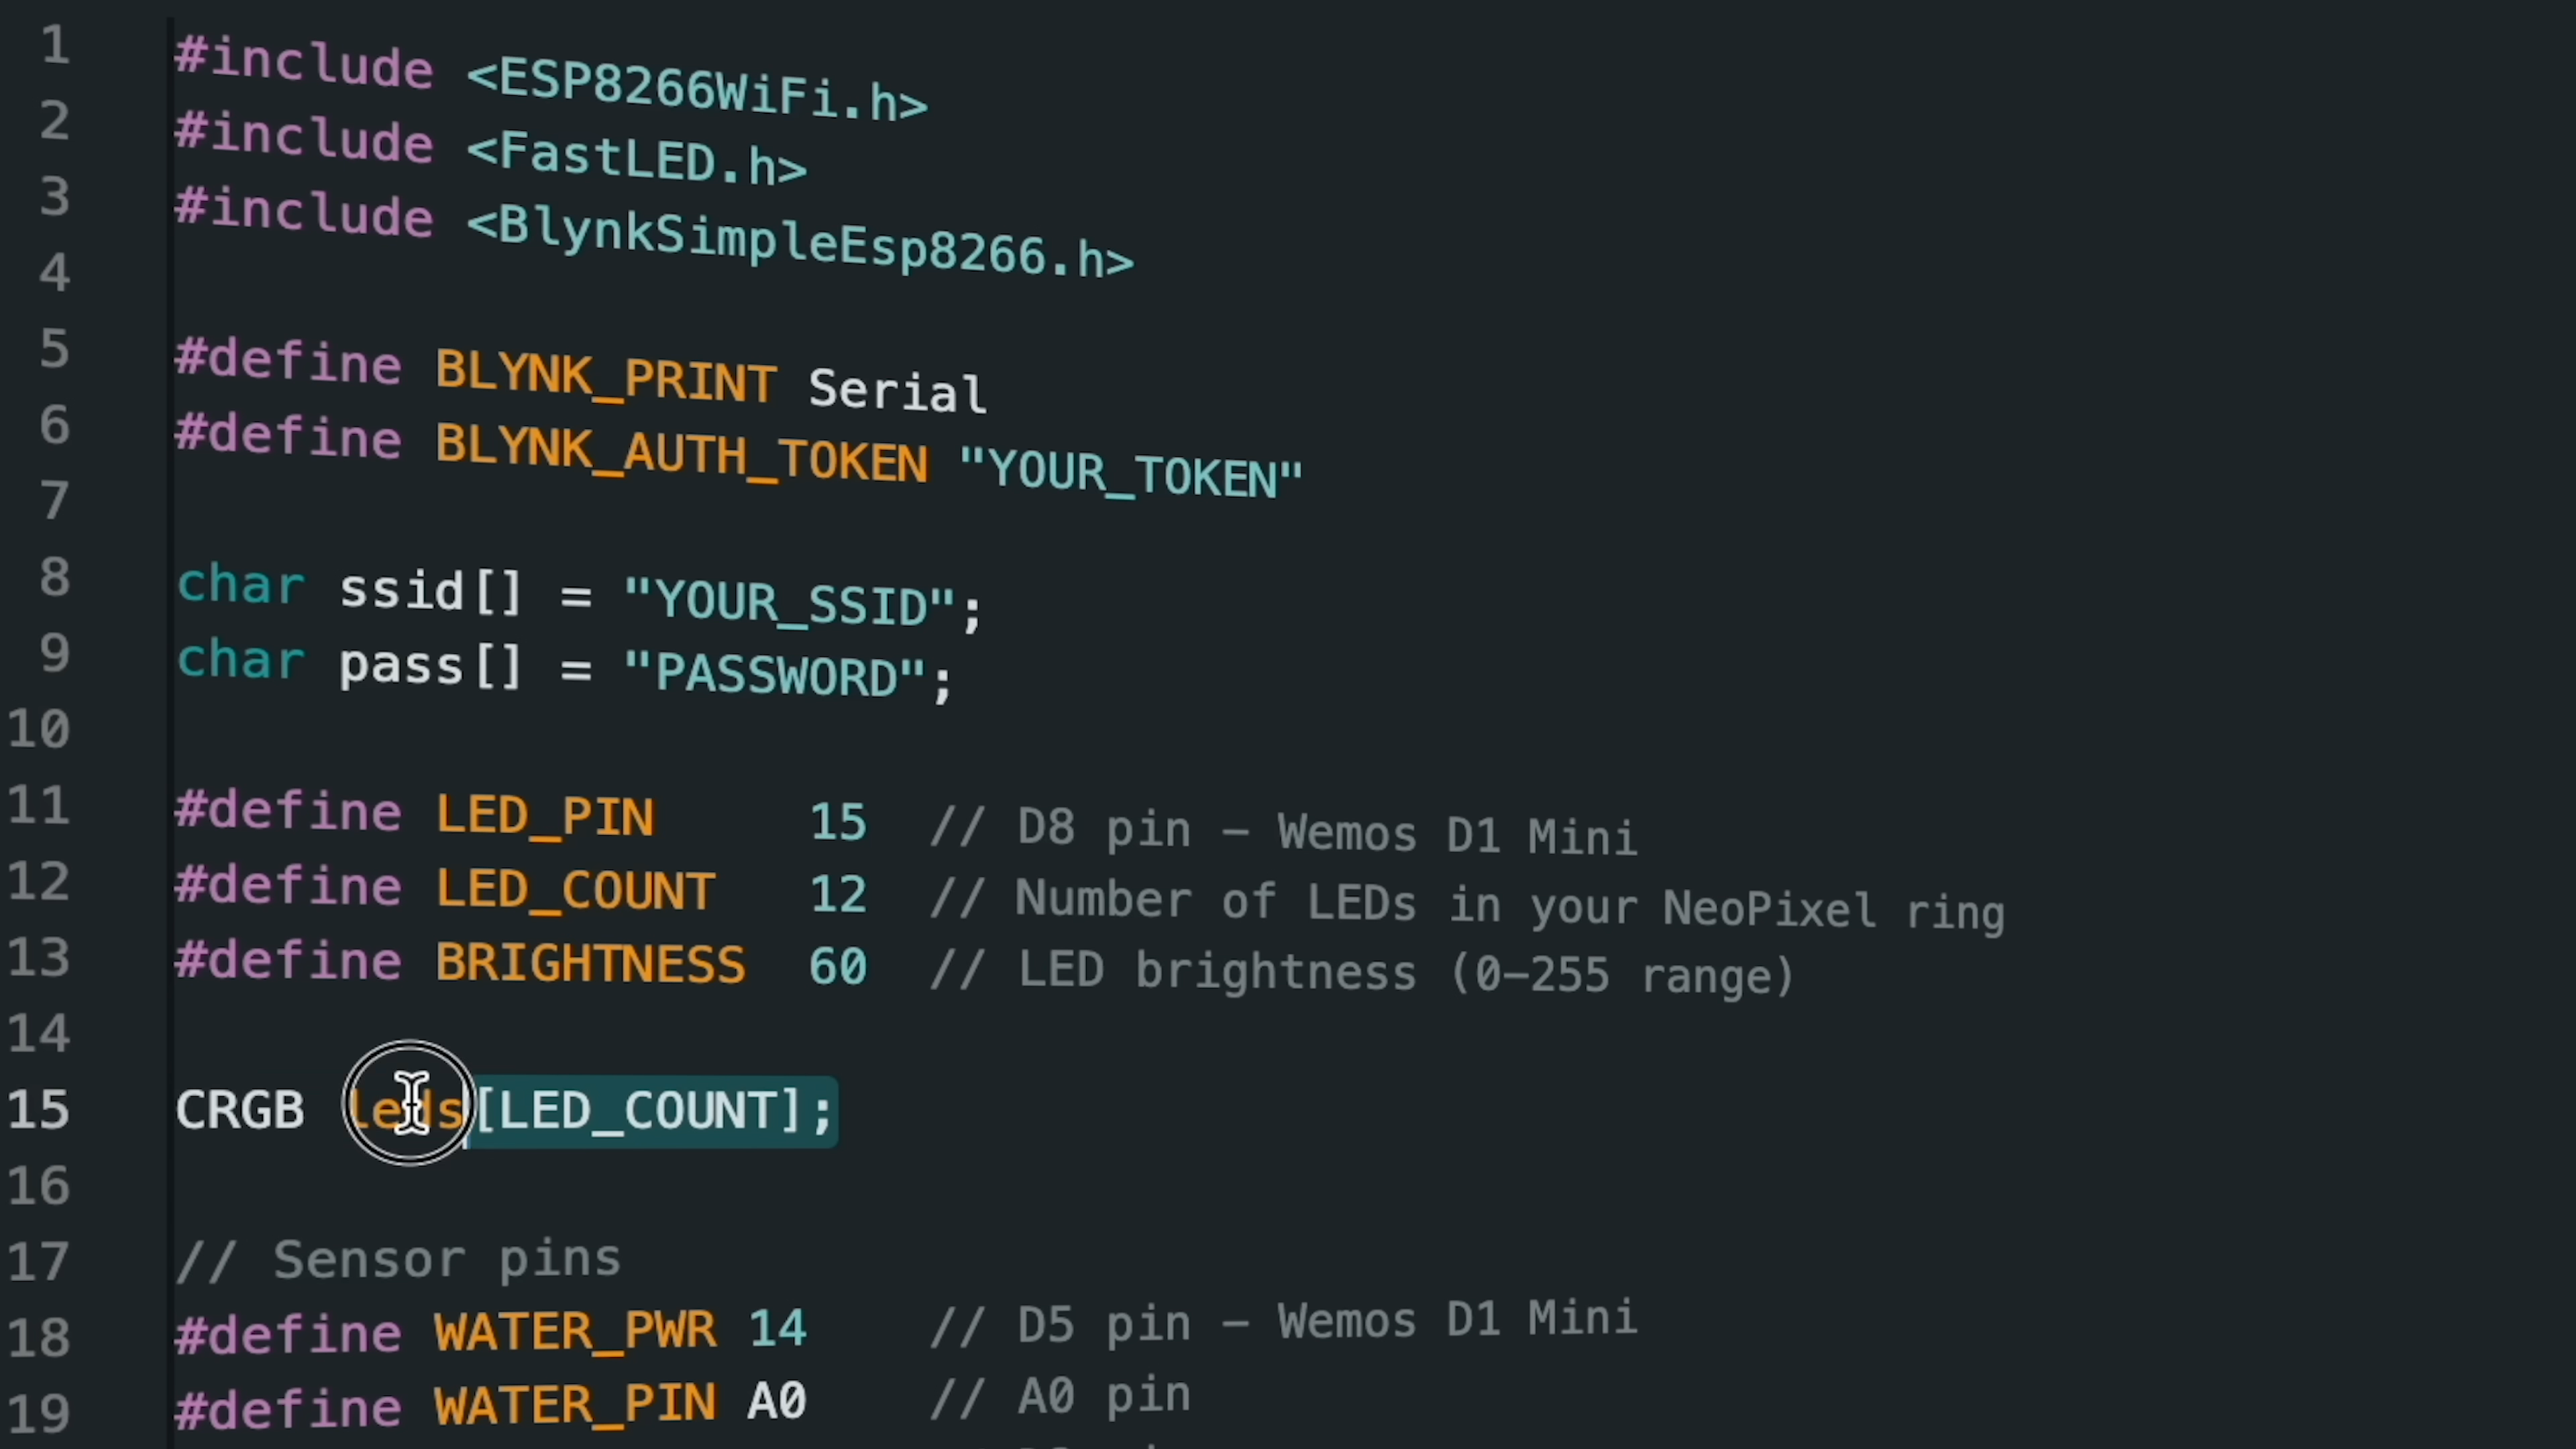 1 #include <ESP8266WiFi.h>
2 #include <FastLED.h>
3 #include <BlynkSimpleEsp8266.h>
4
5 #define BLYNK_PRINT Serial
6 #define BLYNK_AUTH_TOKEN "YOUR_TOKEN"
7
8 char ssid[] = "YOUR_SSID";
9 char pass[] = "PASSWORD";
10
11 #define LED_PIN 15 // D8 pin – Wemos D1 Mini
12 #define LED_COUNT 12 // Number of LEDs in your NeoPixel ring
13 #define BRIGHTNESS 60 // LED brightness (0–255 range)
14
15 CRGB leds[LED_COUNT];
16
17 // Sensor pins
18 #define WATER_PWR 14 // D5 pin – Wemos D1 Mini
19 #define WATER_PIN A0 // A0 pin